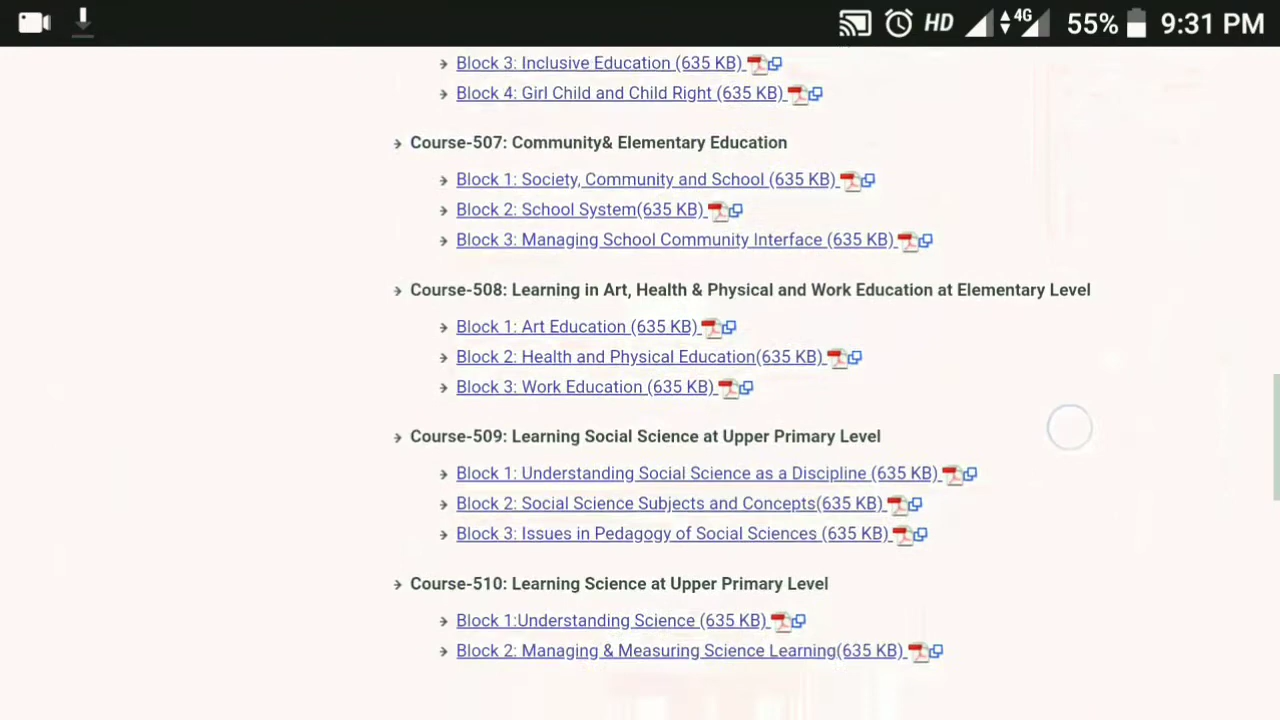 HD 4G 55% 9:31 PM
Block 3: Inclusive Education (635 KB)
Block 4: Girl Child and Child Right (635 KB)
Course-507: Community& Elementary Education
Block 1: Society, Community and School (635 KB)
Block 2: School System(635 KB)
Block 3: Managing School Community Interface (635 KB)
Course-508: Learning in Art, Health & Physical and Work Education at Elementary Level
Block 1: Art Education (635 KB)
Block 2: Health and Physical Education(635 KB)
Block 3: Work Education (635 KB)
Course-509: Learning Social Science at Upper Primary Level
Block 1: Understanding Social Science as a Discipline (635 KB)
Block 2: Social Science Subjects and Concepts(635 KB)
Block 3: Issues in Pedagogy of Social Sciences (635 KB)
Course-510: Learning Science at Upper Primary Level
Block 1:Understanding Science (635 KB)
Block 2: Managing & Measuring Science Learning(635 KB)